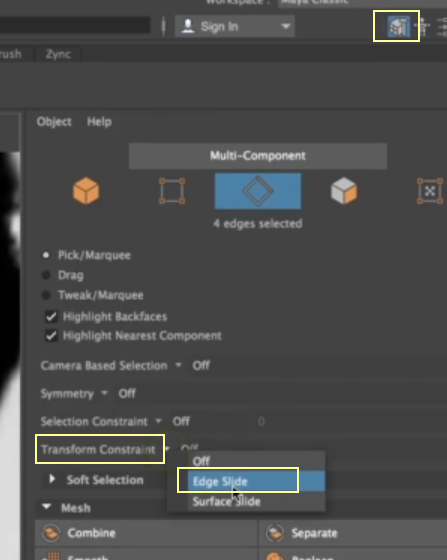 Workspace : Maya Classic
Sign In
rush Zync
Object Help
Multi-Component
4 edges selected
Pick/Marquee
Drag
Tweak/Marquee
Highlight Backfaces
Highlight Nearest Component
Camera Based Selection Off
Symmetry Off
Selection Constraint Off 0
Transform Constraint Off
Off
Edge Slide
Surface Slide
Soft Selection
Mesh
Combine Separate
Smooth Boolean